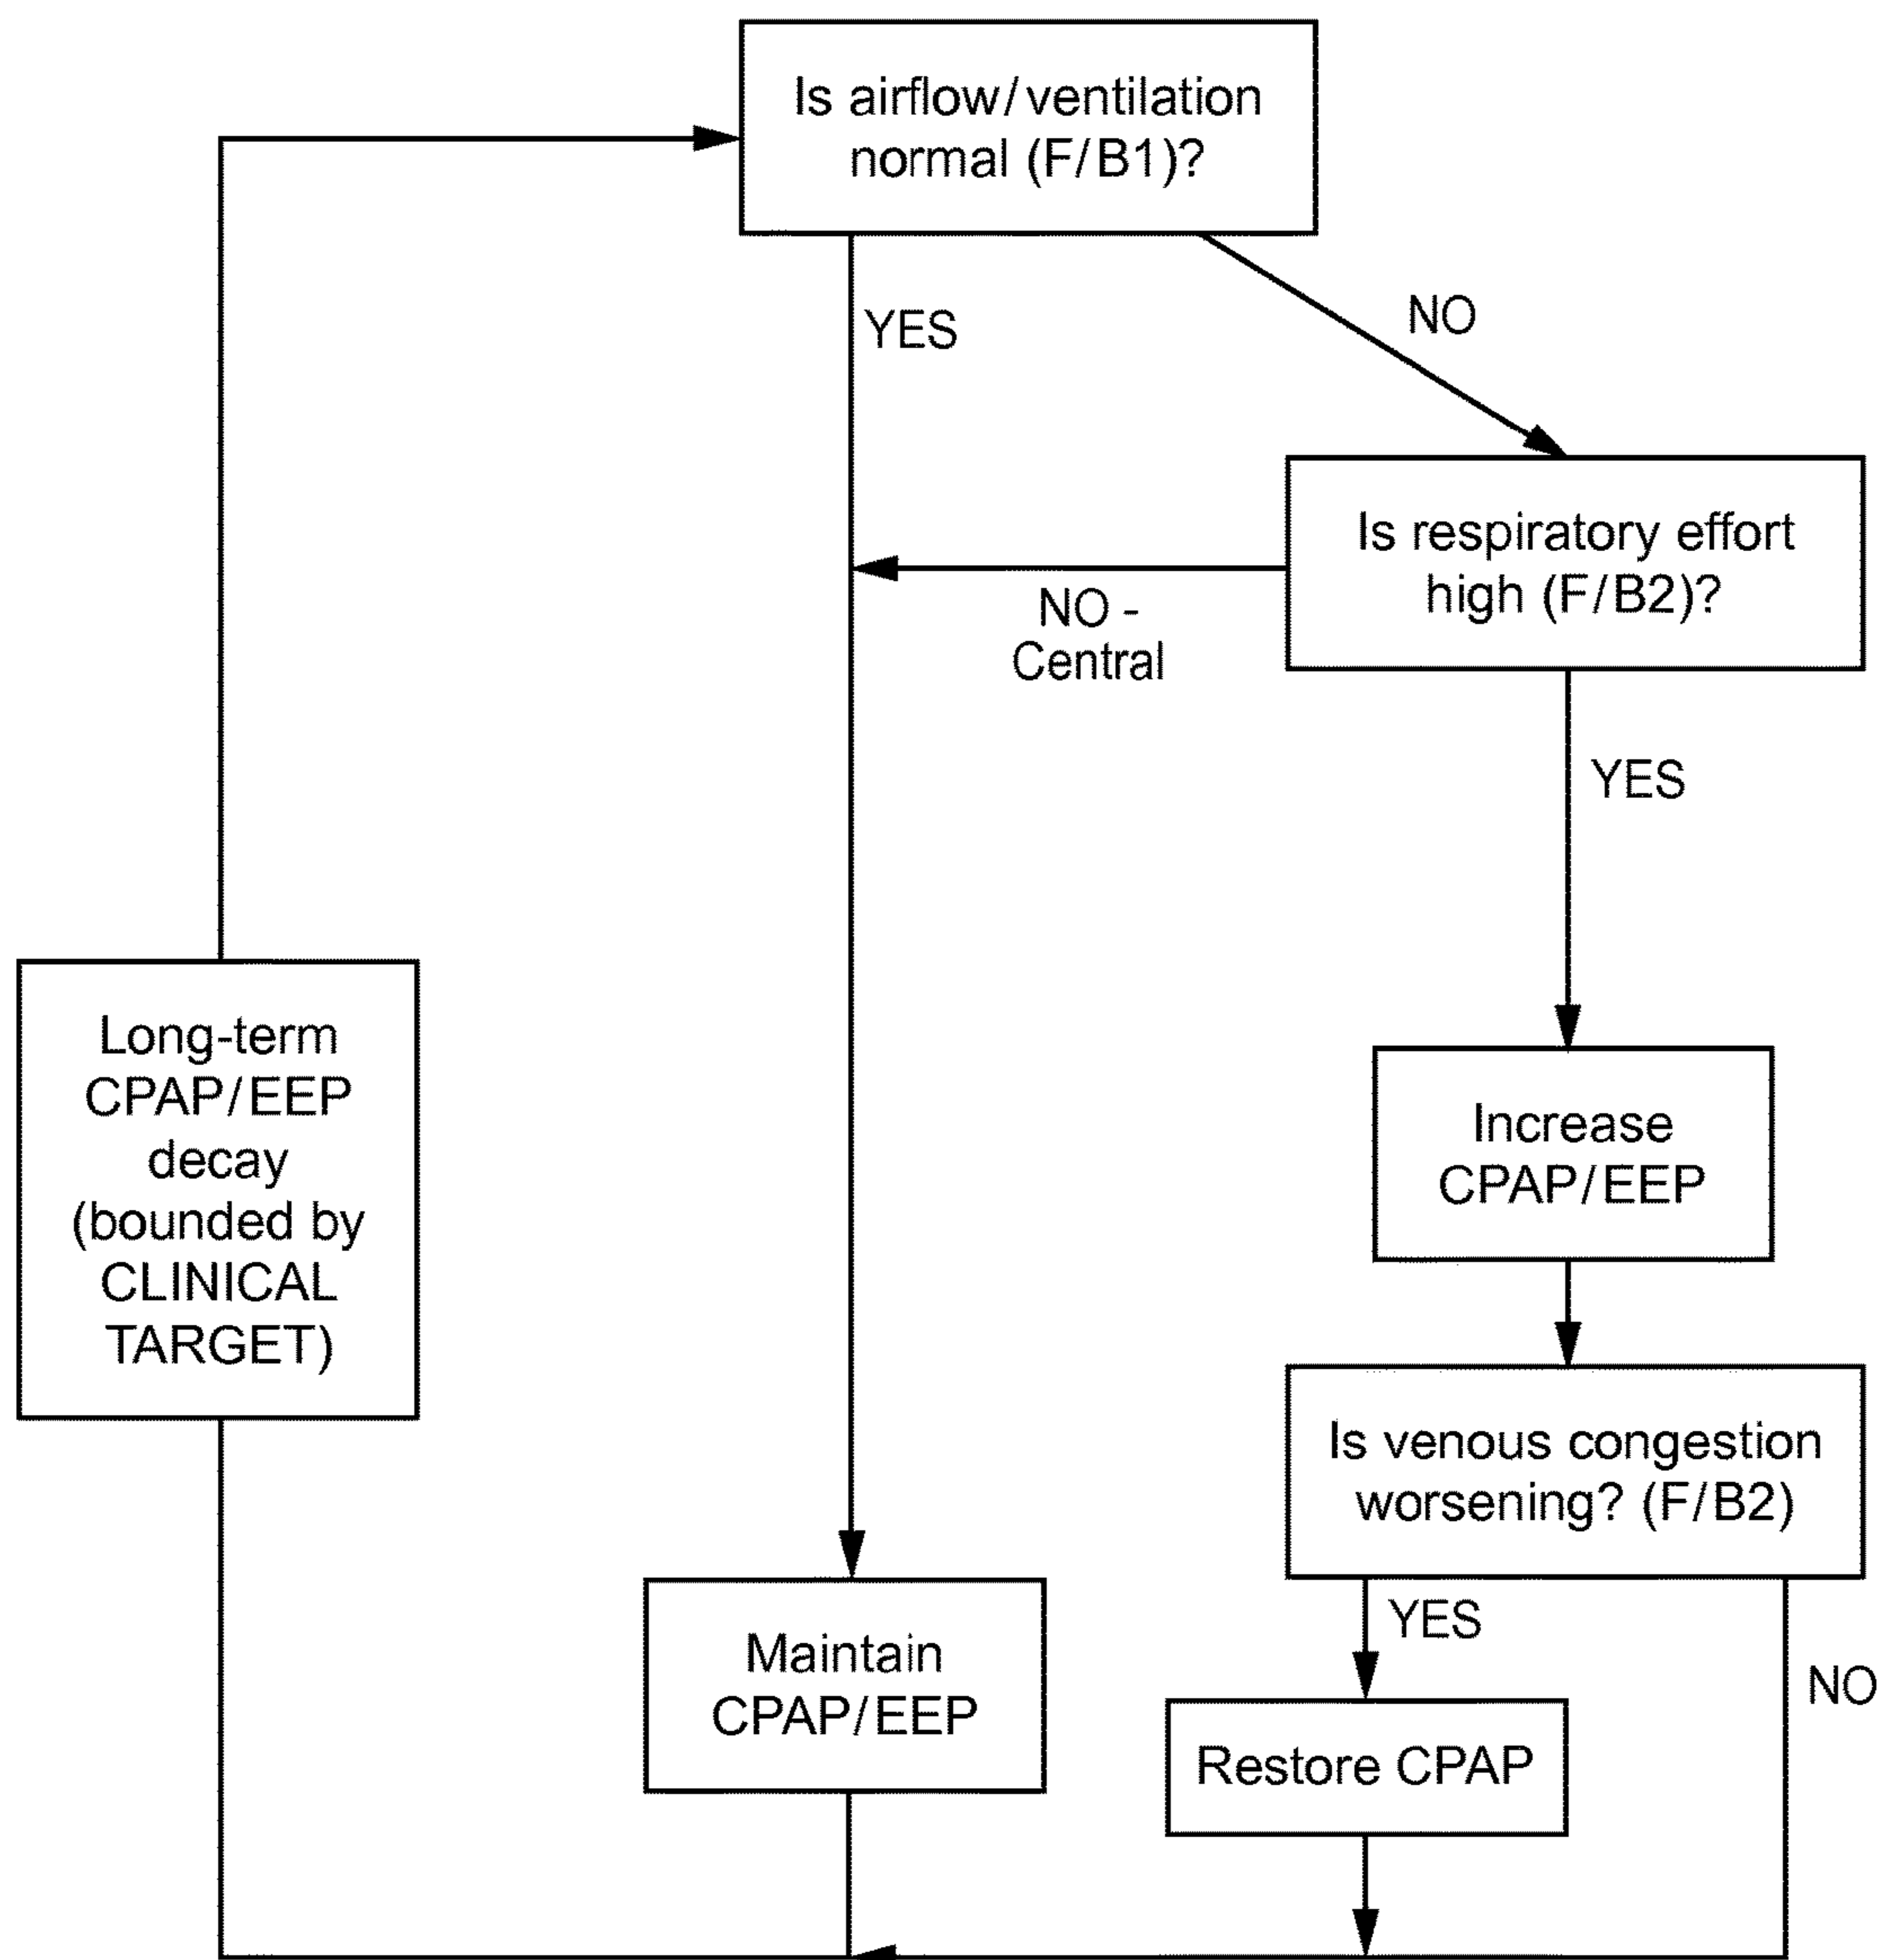 Is airflow/ventilation
normal (F/B1)?
YES
NO
Is respiratory effort
high (F/B2)?
NO -
Central
YES
Long-term
CPAP/EEP
decay
(bounded by
CLINICAL
TARGET)
Increase
CPAP/EEP
Is venous congestion
worsening? (F/B2)
YES
NO
Maintain
CPAP/EEP
Restore CPAP